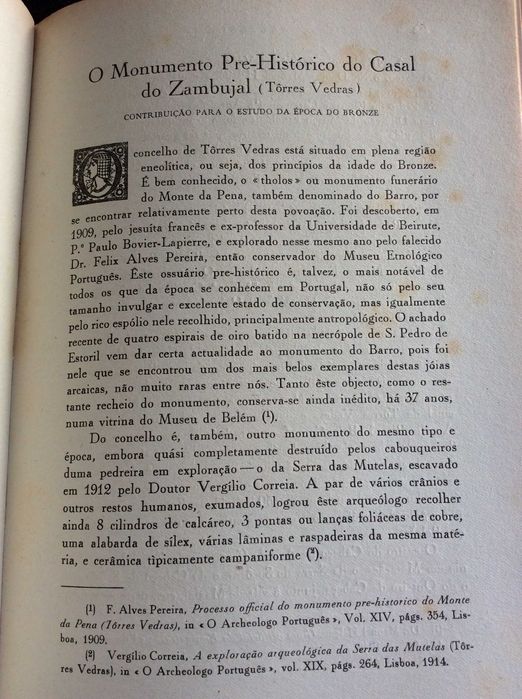 O Monumento Pre-Histórico do Casal
do Zambujal (Tôrres Vedras)
CONTRIBUIÇÃO PARA O ESTUDO DA ÉPOCA DO BRONZE
O concelho de Tôrres Vedras está situado em plena região
eneolítica, ou seja, dos princípios da idade do Bronze.
É bem conhecido, o «tholos» ou monumento funerário
do Monte da Pena, também denominado do Barro, por
se encontrar relativamente perto desta povoação. Foi descoberto, em
1909, pelo jesuíta francês e ex-professor da Universidade de Beirute,
P.º Paulo Bovier-Lapierre, e explorado nesse mesmo ano pelo falecido
Dr. Felix Alves Pereira, então conservador do Museu Etnológico
Português. Êste ossuário pre-histórico é, talvez, o mais notável de
todos os que da época se conhecem em Portugal, não só pelo seu
tamanho invulgar e excelente estado de conservação, mas igualmente
pelo rico espólio nele recolhido, principalmente antropológico. O achado
recente de quatro espirais de oiro batido na necrópole de S. Pedro de
Estoril vem dar certa actualidade ao monumento do Barro, pois foi
nele que se encontrou um dos mais belos exemplares destas jóias
arcaicas, não muito raras entre nós. Tanto êste objecto, como o res-
tante recheio do monumento, conserva-se ainda inédito, há 37 anos,
numa vitrina do Museu de Belém (¹).
Do concelho é, também, outro monumento do mesmo tipo e
época, embora quási completamente destruído pelos cabouqueiros
duma pedreira em exploração — o da Serra das Mutelas, escavado
em 1912 pelo Doutor Vergílio Correia. A par de vários crânios e
outros restos humanos, exumados, logrou êste arqueólogo recolher
ainda 8 cilindros de calcáreo, 3 pontas ou lanças foliáceas de cobre,
uma alabarda de sílex, várias lâminas e raspadeiras da mesma maté-
ria, e cerâmica tìpicamente campaniforme (²).
(1) F. Alves Pereira, Processo official do monumento pre-historico do Monte
da Pena (Tôrres Vedras), in «O Archeologo Português», Vol. XIV, págs. 354, Lis-
boa, 1909.
(²) Vergílio Correia, A exploração arqueológica da Serra das Mutelas (Tôr-
res Vedras), in «O Archeologo Português», vol. XIX, págs. 264, Lisboa, 1914.